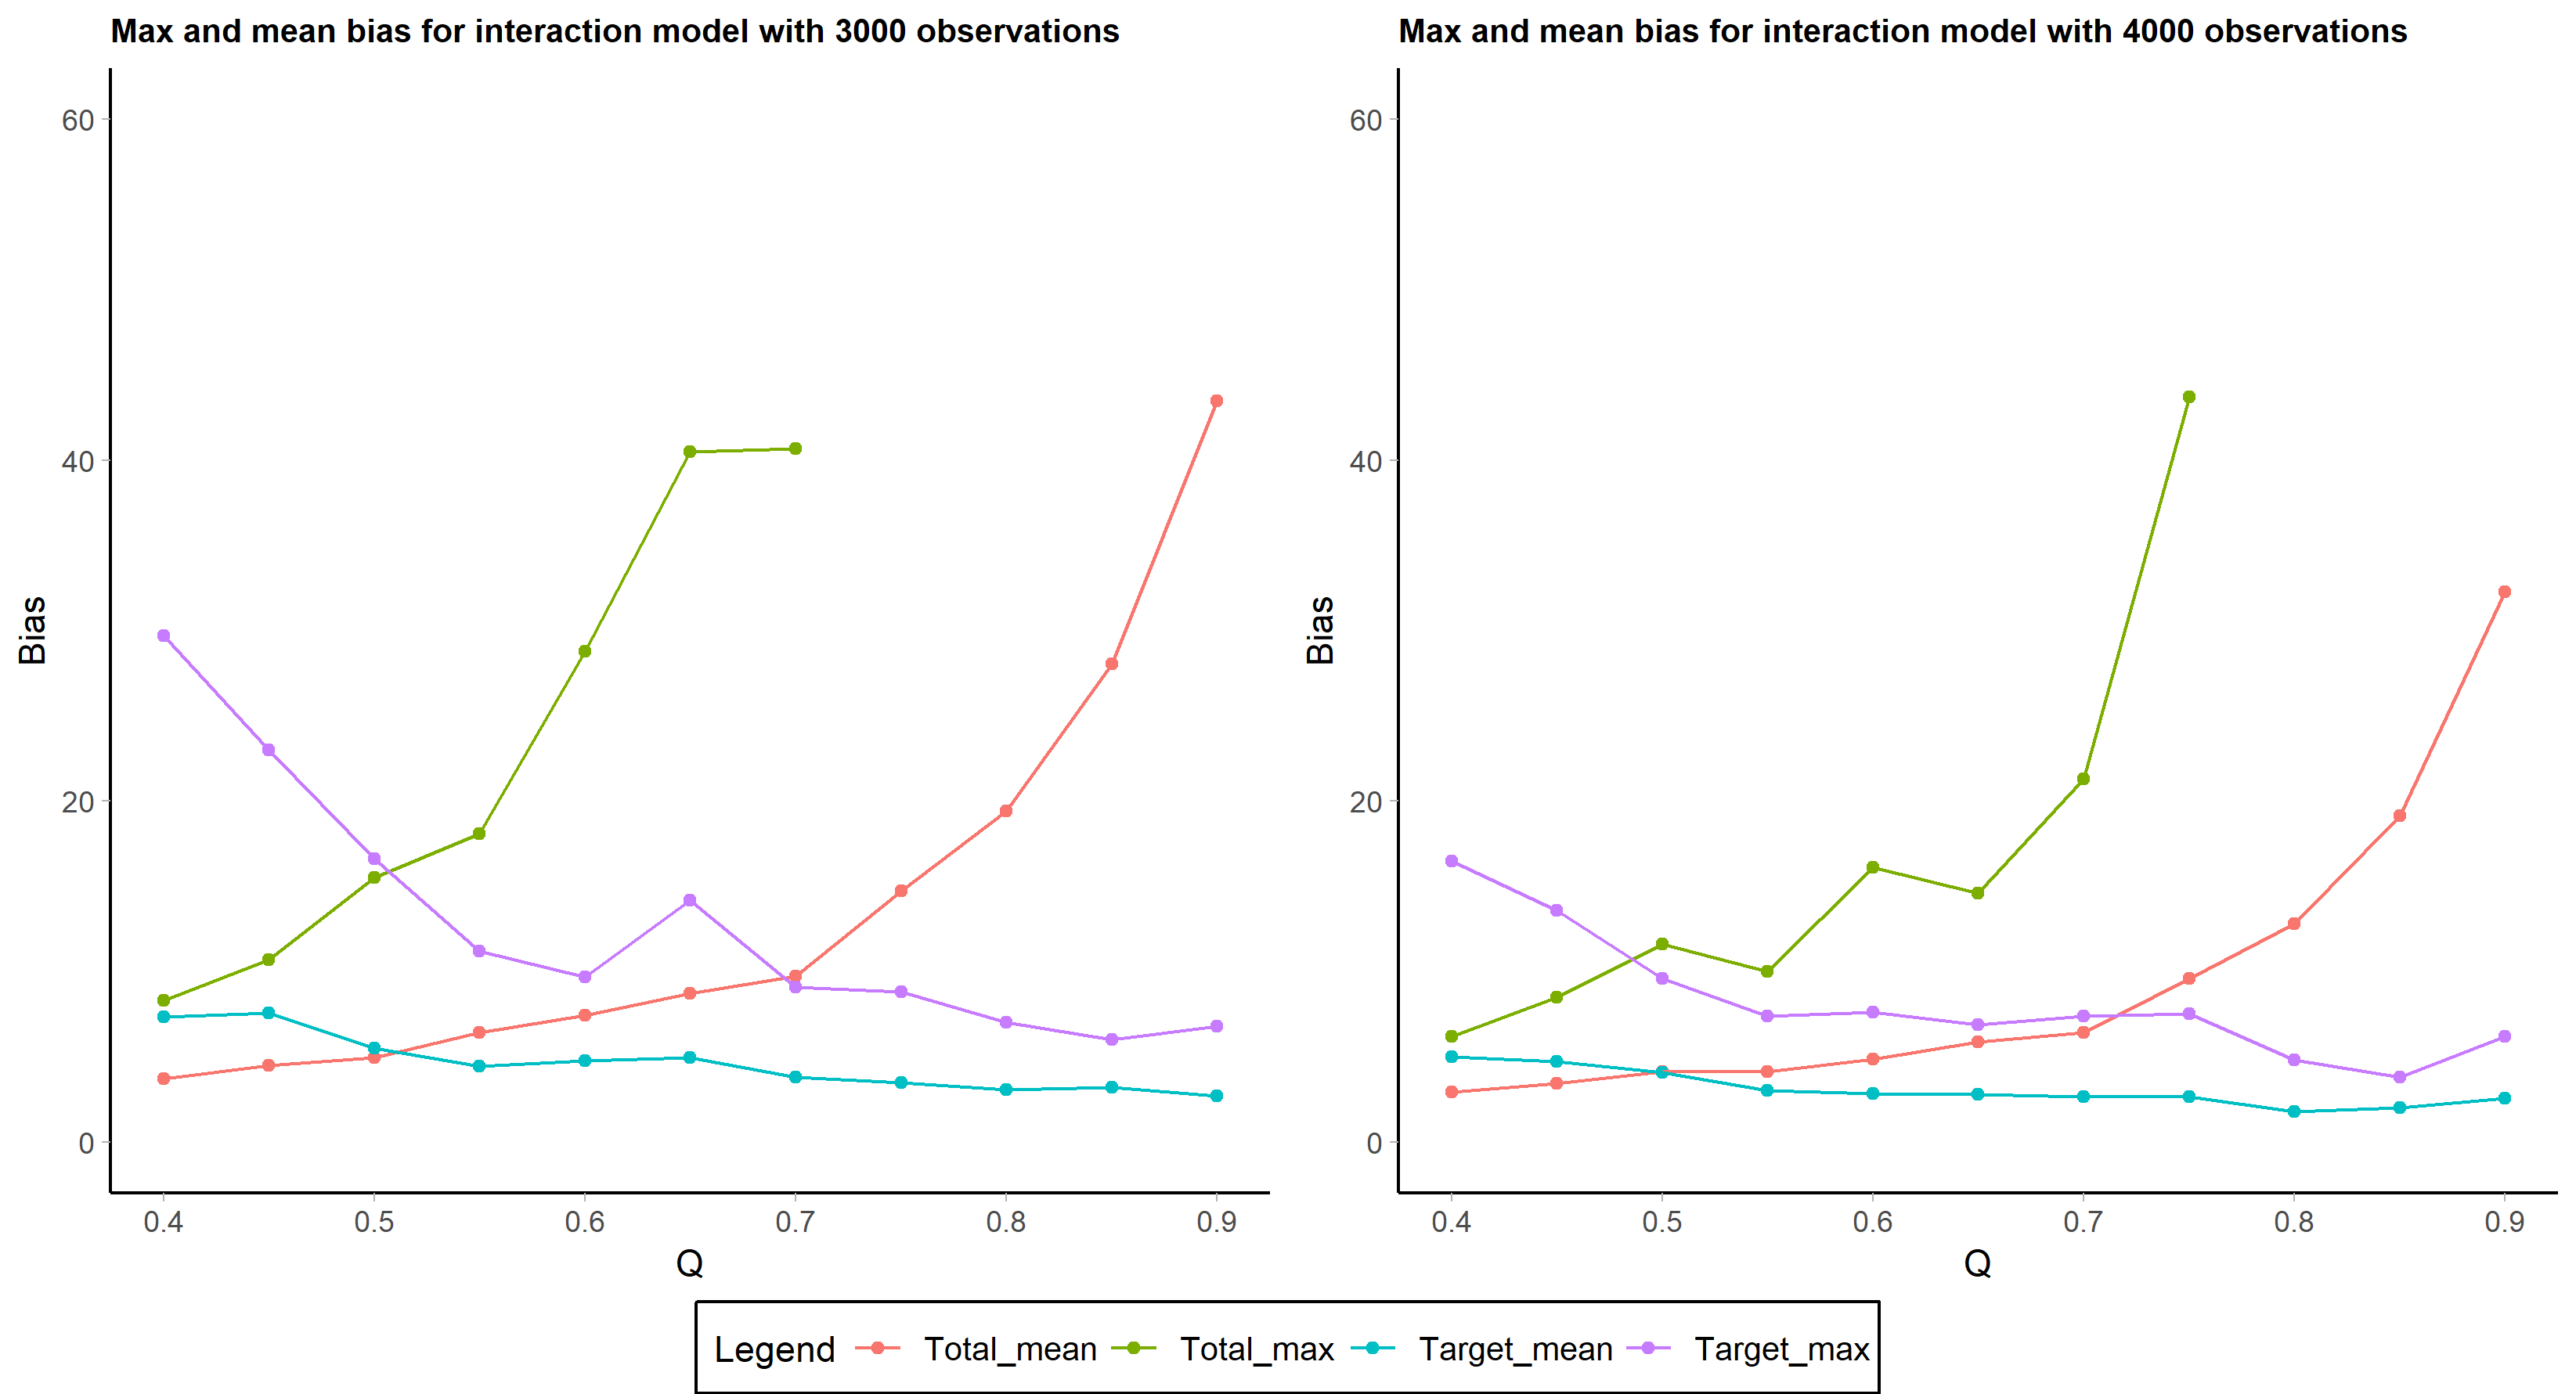 Max and mean bias for interaction model with 3000 observations
60
40
20
0
Bias
0.4 0.5 0.6 0.7 0.8 0.9
Q
Max and mean bias for interaction model with 4000 observations
60
40
20
0
Bias
0.4 0.5 0.6 0.7 0.8 0.9
Q
Legend Total_mean Total_max Target_mean Target_max